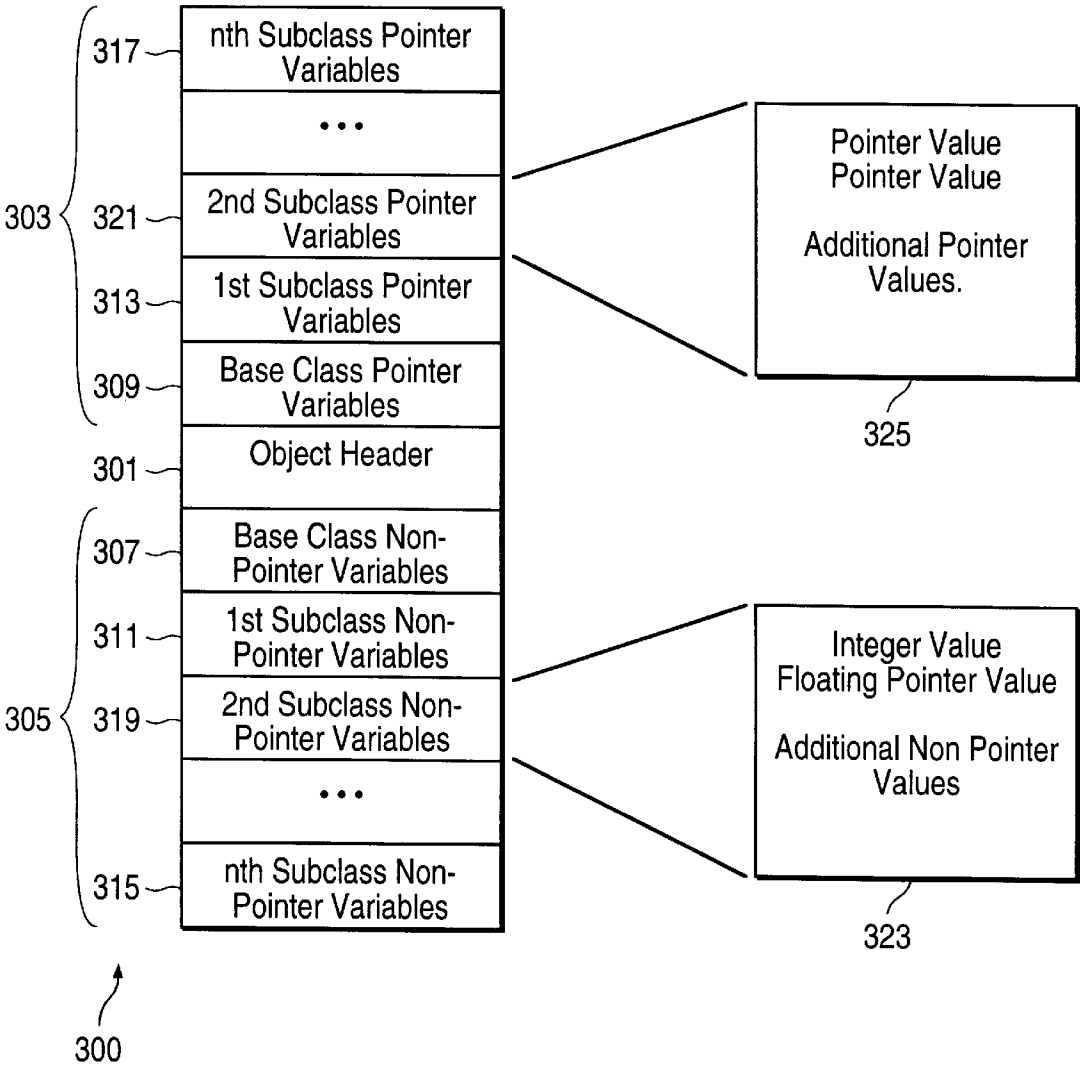 317
nth Subclass Pointer
Variables
• • •
303
321
2nd Subclass Pointer
Variables
313
1st Subclass Pointer
Variables
309
Base Class Pointer
Variables
301
Object Header
307
Base Class Non-
Pointer Variables
311
1st Subclass Non-
Pointer Variables
305
319
2nd Subclass Non-
Pointer Variables
• • •
315
nth Subclass Non-
Pointer Variables
300
Pointer Value
Pointer Value
Additional Pointer
Values.
325
Integer Value
Floating Pointer Value
Additional Non Pointer
Values
323